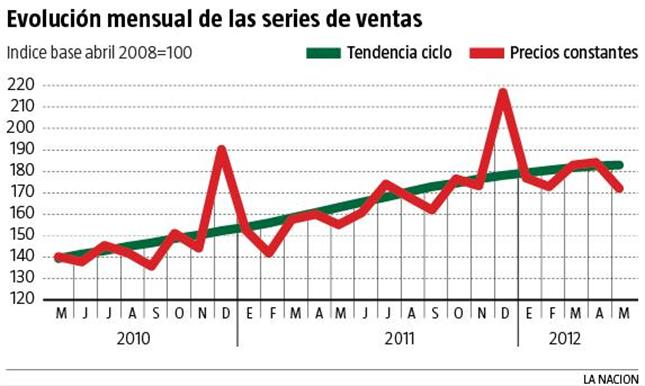 Evolución mensual de las series de ventas
Indice base abril 2008=100
Tendencia ciclo Precios constantes
220
210
200
190
180
170
160
150
140
130
120
M J J A S O N D E F M A M J J A S O N D E F M A M
2010 2011 2012
LA NACION